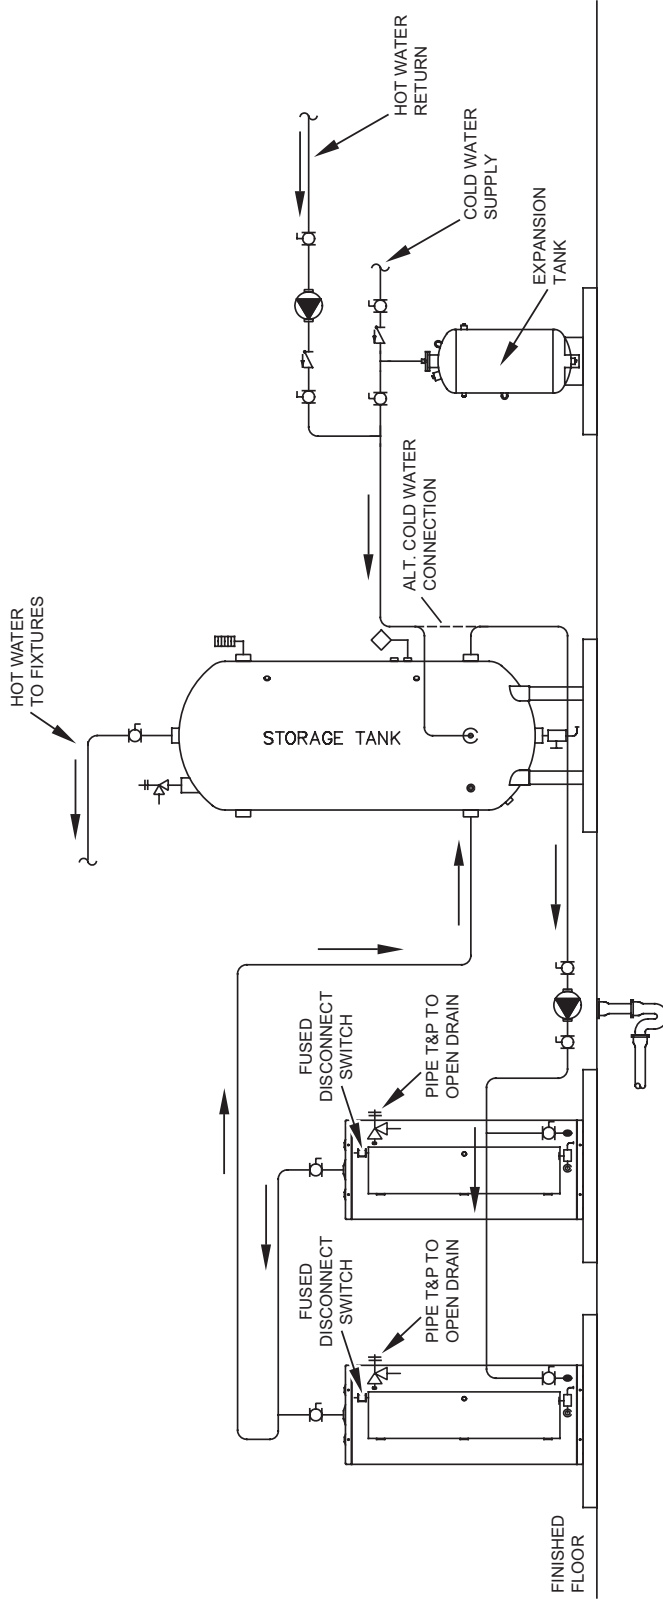 HOT WATER
TO FIXTURES
HOT WATER
RETURN
COLD WATER
SUPPLY
EXPANSION
TANK
ALT. COLD WATER
CONNECTION
STORAGE TANK
FUSED
DISCONNECT
SWITCH
PIPE T&P TO
OPEN DRAIN
FUSED
DISCONNECT
SWITCH
PIPE T&P TO
OPEN DRAIN
FINISHED
FLOOR